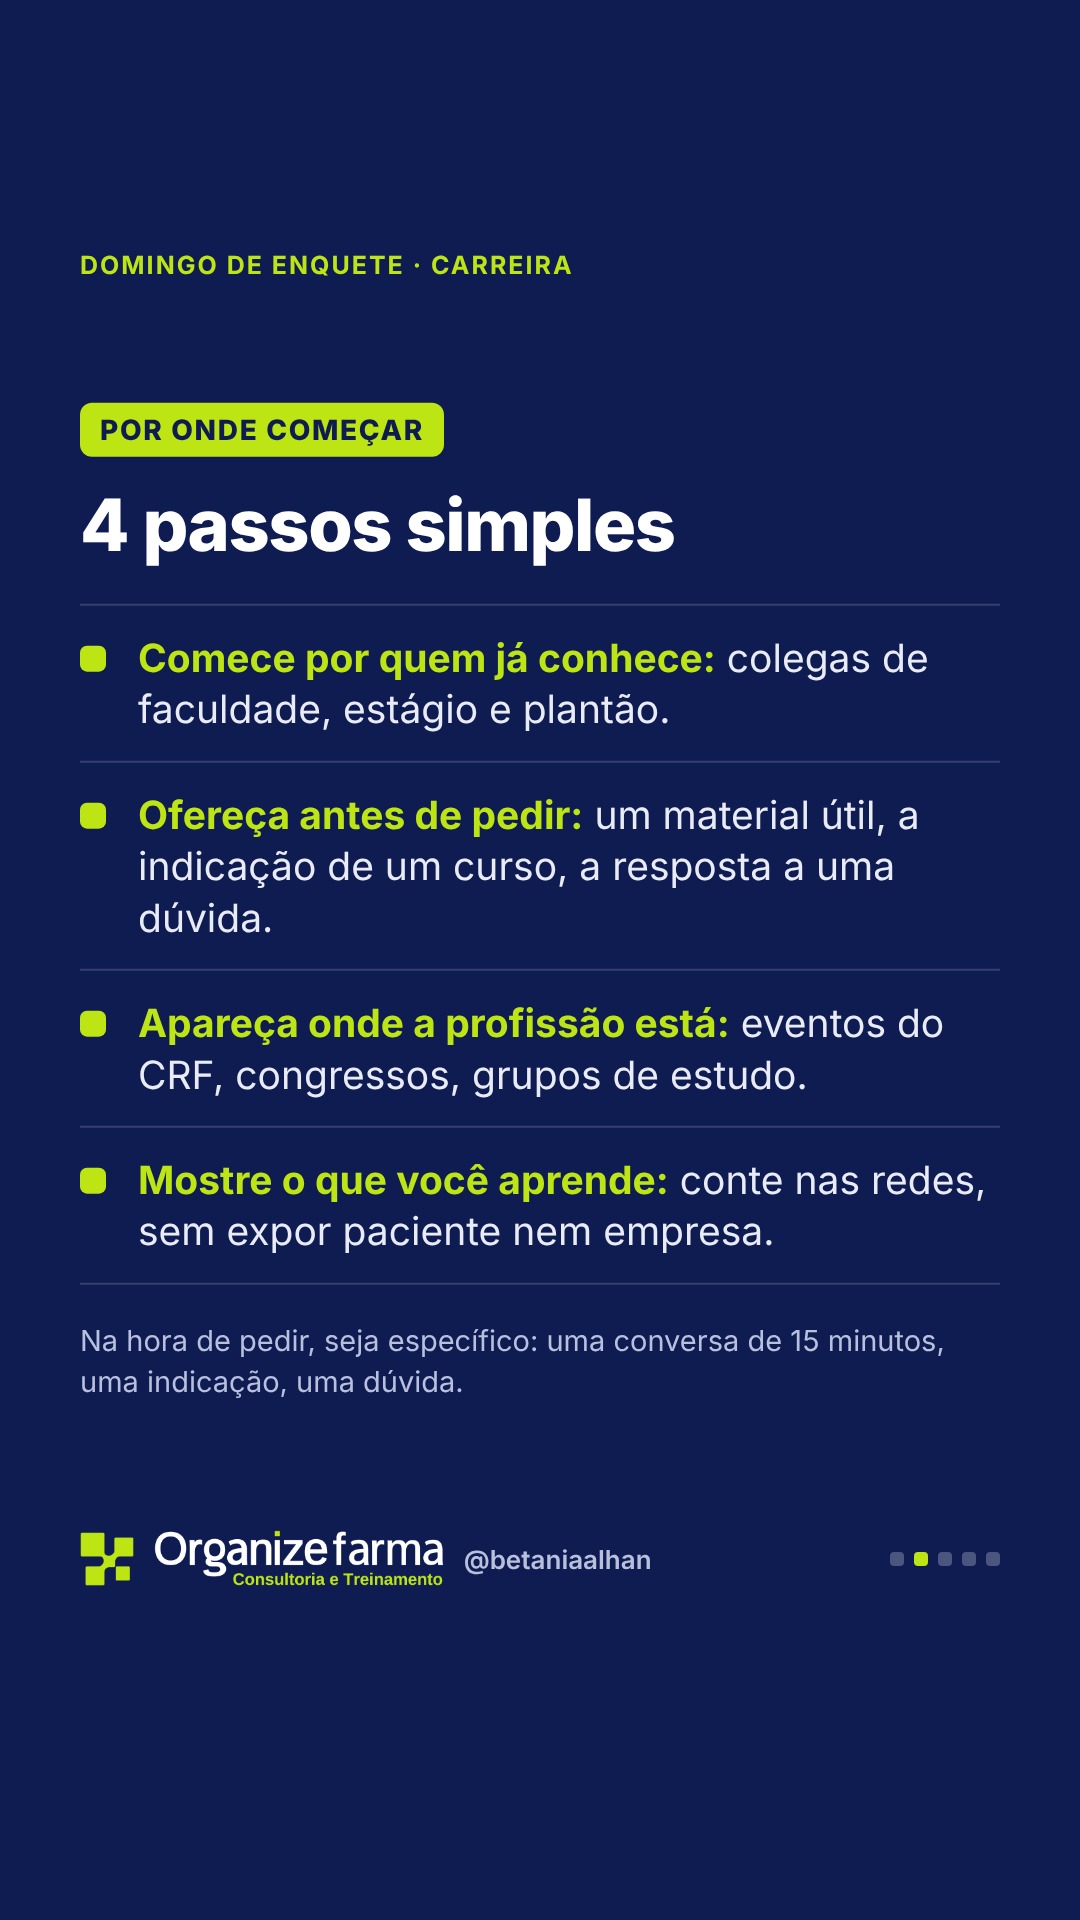 DOMINGO DE ENQUETE · CARREIRA
POR ONDE COMEÇAR
4 passos simples
Comece por quem já conhece: colegas de
faculdade, estágio e plantão.
Ofereça antes de pedir: um material útil, a
indicação de um curso, a resposta a uma
dúvida.
Apareça onde a profissão está: eventos do
CRF, congressos, grupos de estudo.
Mostre o que você aprende: conte nas redes,
sem expor paciente nem empresa.
Na hora de pedir, seja específico: uma conversa de 15 minutos,
uma indicação, uma dúvida.
Organizefarma
Consultoria e Treinamento
@betaniaalhan